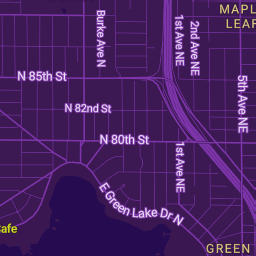 MAPL
LEAF
Burke Ave N
1st Ave NE
2nd Ave NE
N 85th St
5th Ave NE
N 82nd St
N 80th St
1st Ave NE
E Green Lake Dr N
afe
GREEN